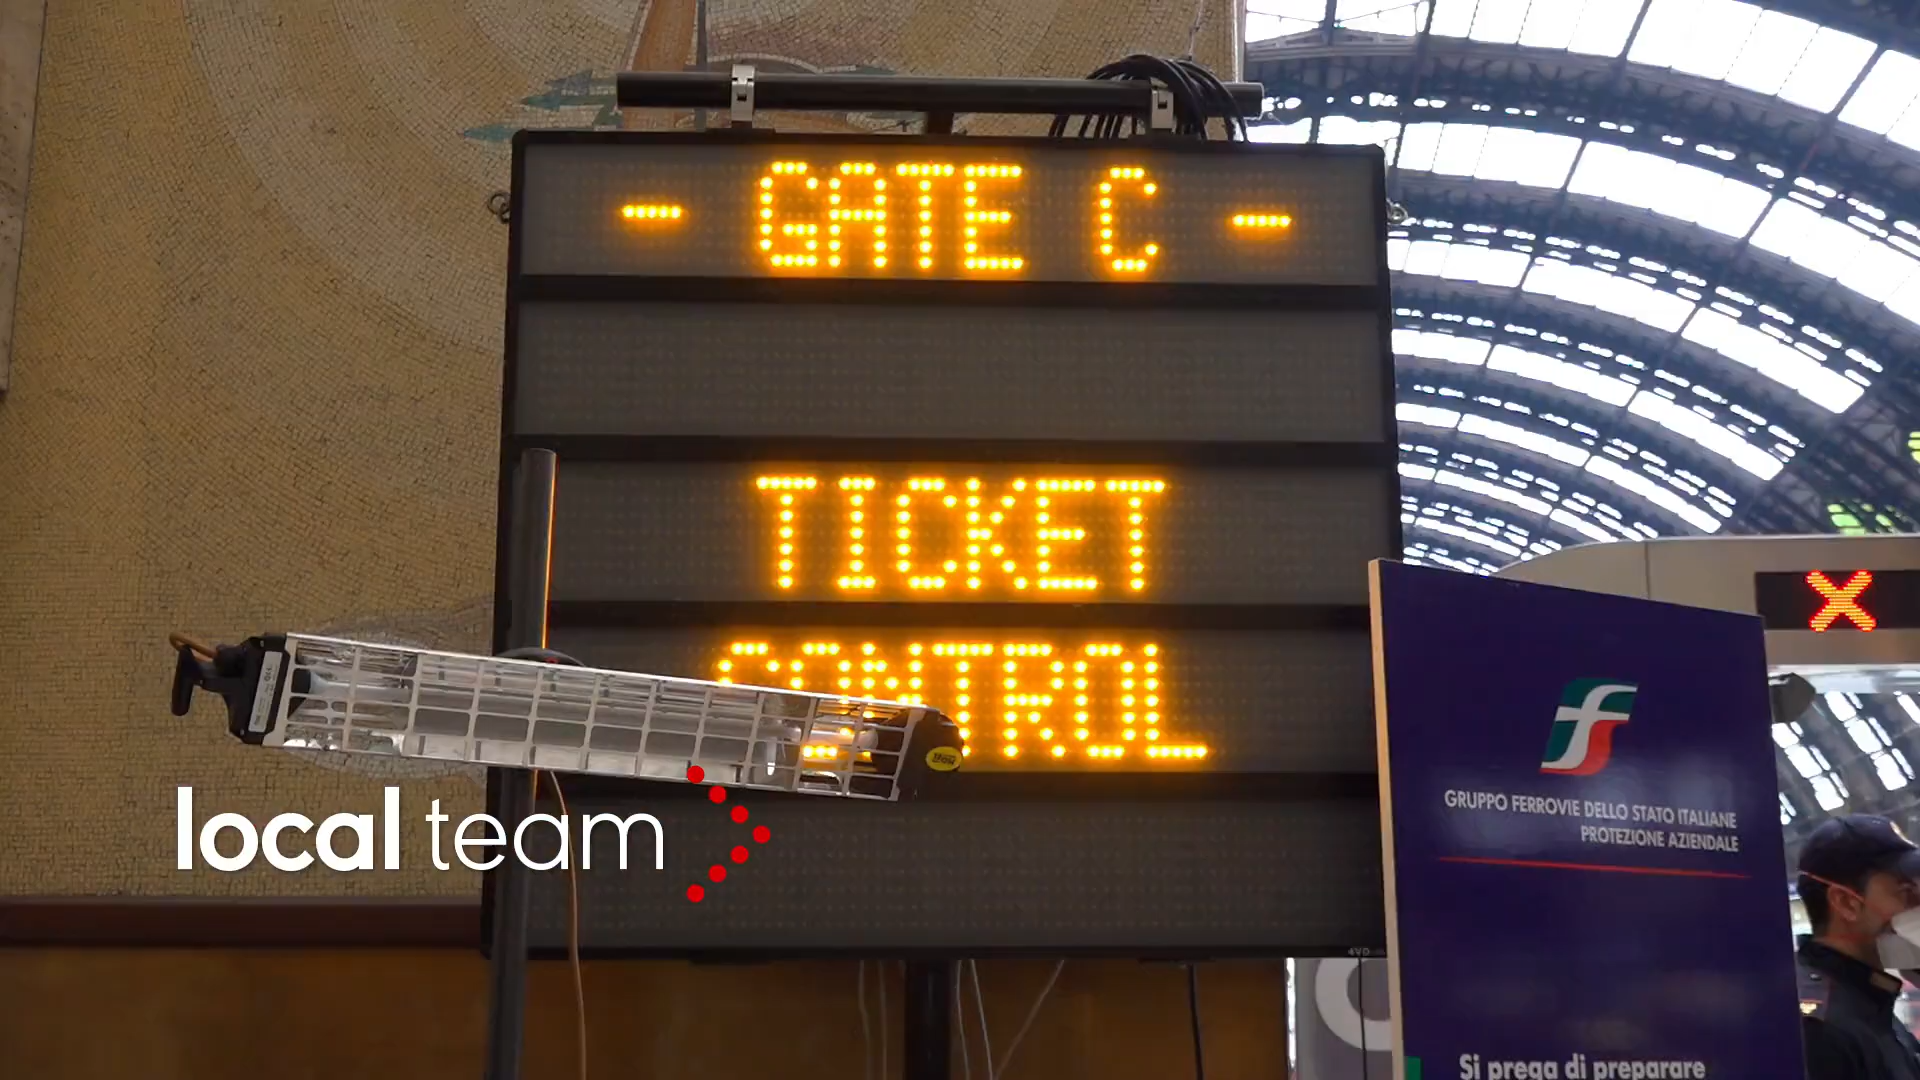 - GATE C -
TICKET
CONTROL
local team
GRUPPO FERROVIE DELLO STATO ITALIANE
PROTEZIONE AZIENDALE
Si prega di preparare